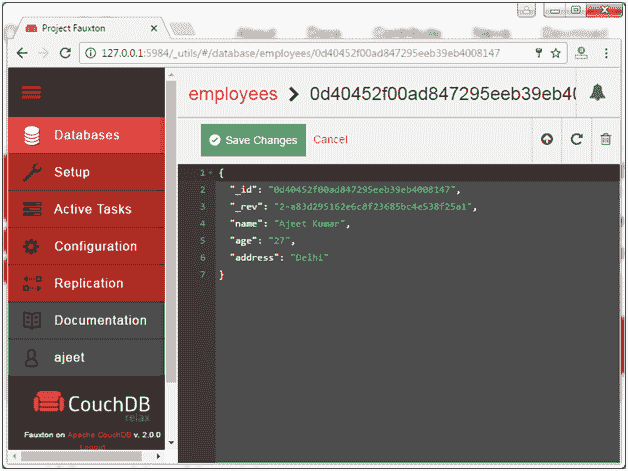 Project Fauxton
127.0.0.1:5984/_utils/#/database/employees/0d40452f00ad847295eeb39eb4008147
employees > 0d40452f00ad847295eeb39eb40
Save Changes Cancel
Databases
Setup
Active Tasks
Configuration
Replication
Documentation
ajeet
CouchDB
relax
Fauxton on Apache CouchDB v. 2.0.0
Logout
1 {
2 "_id": "0d40452f00ad847295eeb39eb4008147",
3 "_rev": "2-a83d295162e6c8f23685bc4e538f25a1",
4 "name": "Ajeet Kumar",
5 "age": "27",
6 "address": "Delhi"
7 }